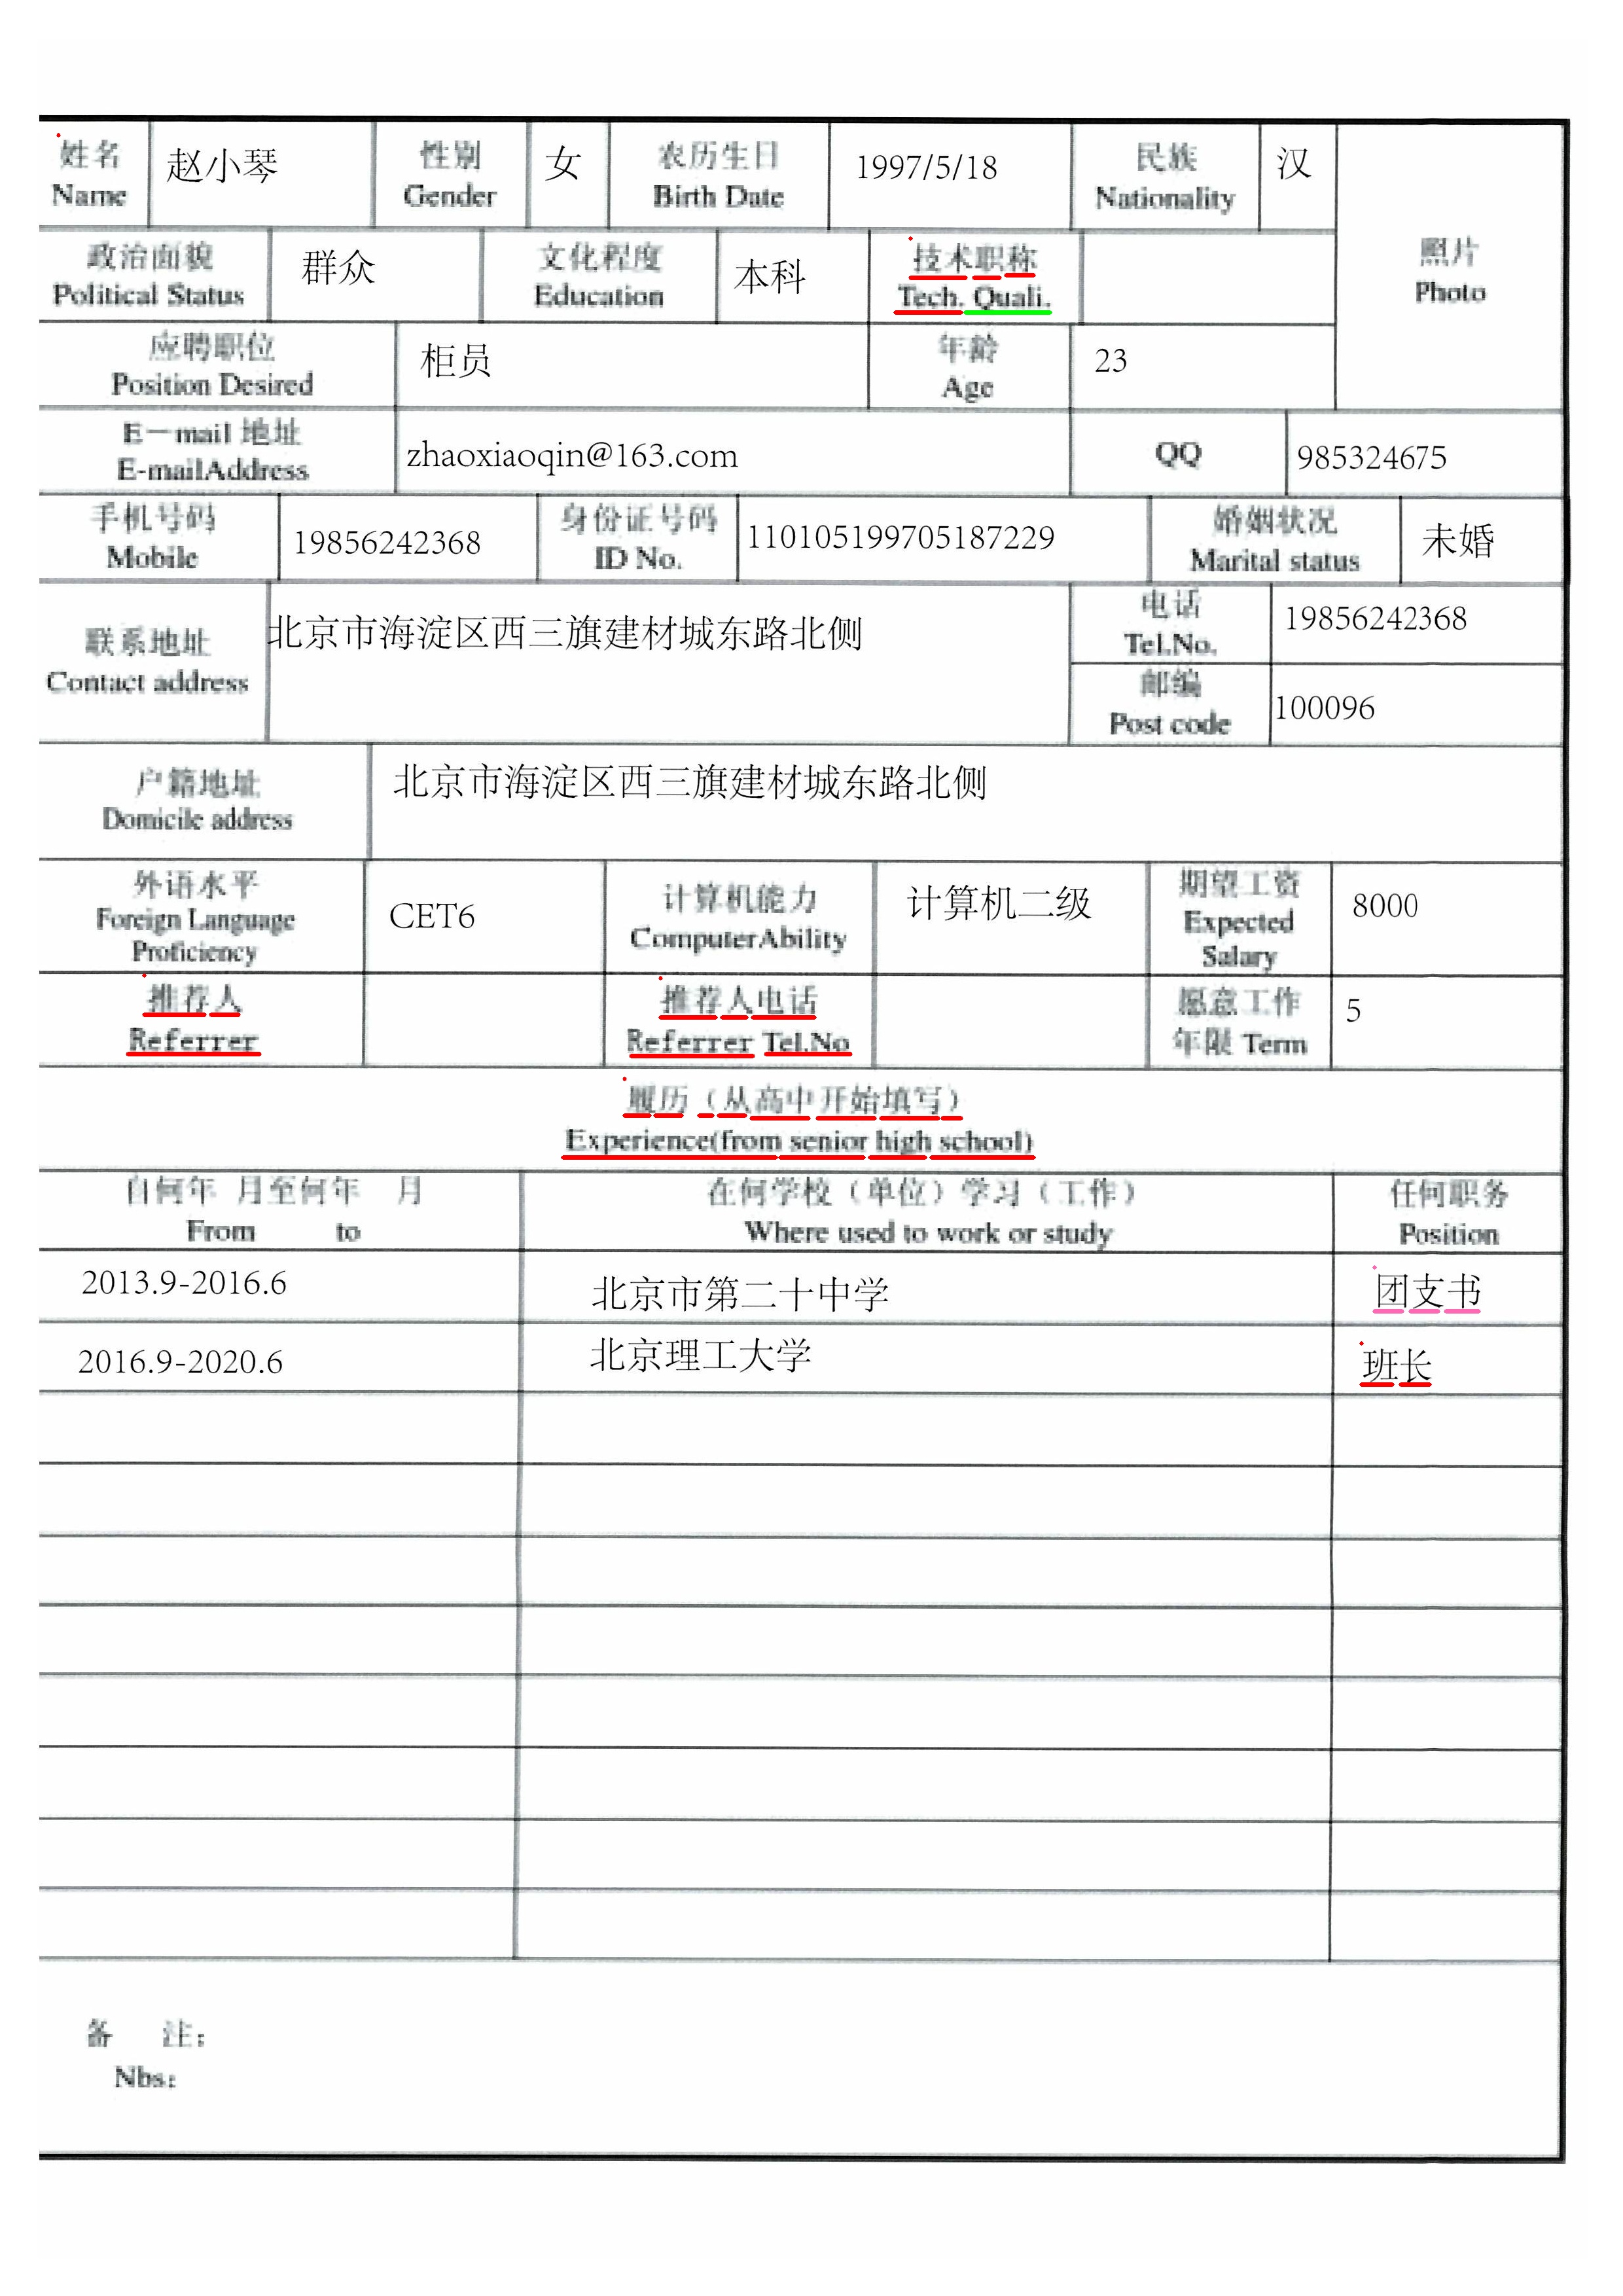 姓名 赵小琴 性别 女 农历生日 1997/5/18 民族 汉
Name Gender Birth Date Nationality
照片
Photo
政治面貌 群众 文化程度 本科 技术职称
Political Status Education Tech. Quali.
应聘职位 柜员 年龄 23
Position Desired Age
E－mail 地址 zhaoxiaoqin@163.com QQ 985324675
E-mailAddress
手机号码 19856242368 身份证号码 110105199705187229 婚姻状况 未婚
Mobile ID No. Marital status
联系地址 北京市海淀区西三旗建材城东路北侧 电话 19856242368
Contact address Tel.No.
邮编 100096
Post code
户籍地址 北京市海淀区西三旗建材城东路北侧
Domicile address
外语水平 CET6 计算机能力 计算机二级 期望工资 8000
Foreign Language ComputerAbility Expected
Proficiency Salary
推荐人 推荐人电话 愿意工作 5
Referrer Referrer Tel.No 年限 Term
履历（从高中开始填写）
Experience(from senior high school)
自何年 月至何年 月 在何学校（单位）学习（工作） 任何职务
From to Where used to work or study Position
2013.9-2016.6 北京市第二十中学 团支书
2016.9-2020.6 北京理工大学 班长
备 注：
Nbs：